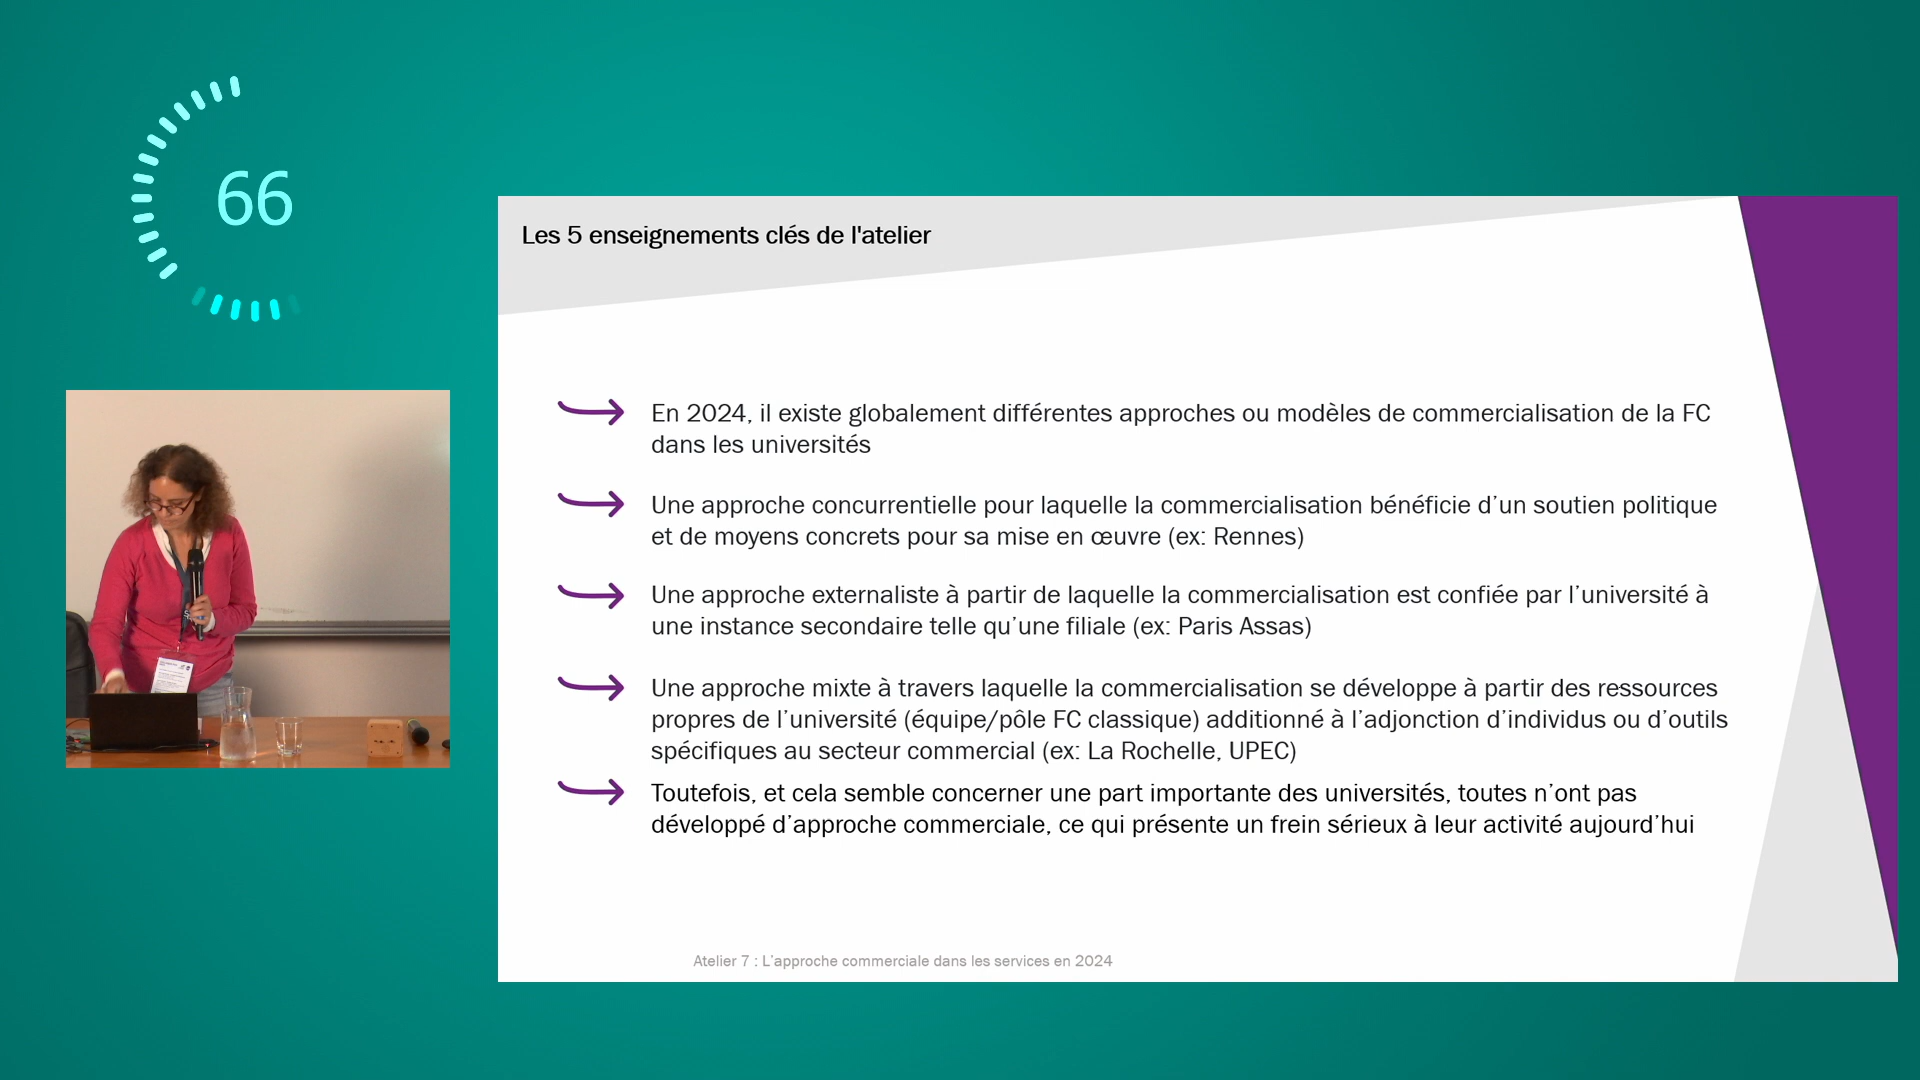 66
Les 5 enseignements clés de l'atelier
En 2024, il existe globalement différentes approches ou modèles de commercialisation de la FC
dans les universités
Une approche concurrentielle pour laquelle la commercialisation bénéficie d’un soutien politique
et de moyens concrets pour sa mise en œuvre (ex: Rennes)
Une approche externaliste à partir de laquelle la commercialisation est confiée par l’université à
une instance secondaire telle qu’une filiale (ex: Paris Assas)
Une approche mixte à travers laquelle la commercialisation se développe à partir des ressources
propres de l’université (équipe/pôle FC classique) additionné à l’adjonction d’individus ou d’outils
spécifiques au secteur commercial (ex: La Rochelle, UPEC)
Toutefois, et cela semble concerner une part importante des universités, toutes n’ont pas
développé d’approche commerciale, ce qui présente un frein sérieux à leur activité aujourd’hui
Atelier 7 : L’approche commerciale dans les services en 2024